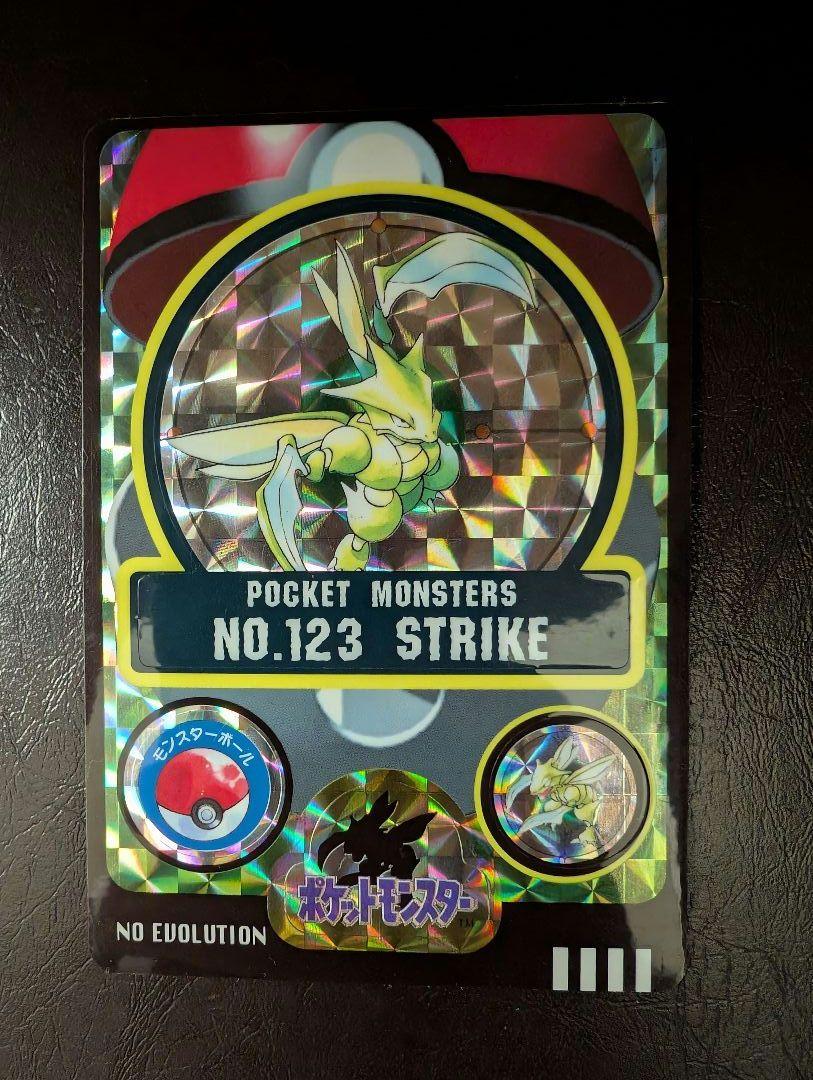 POCKET MONSTERS
NO.123 STRIKE
モンスターボール
ポケットモンスター
TM
NO EVOLUTION